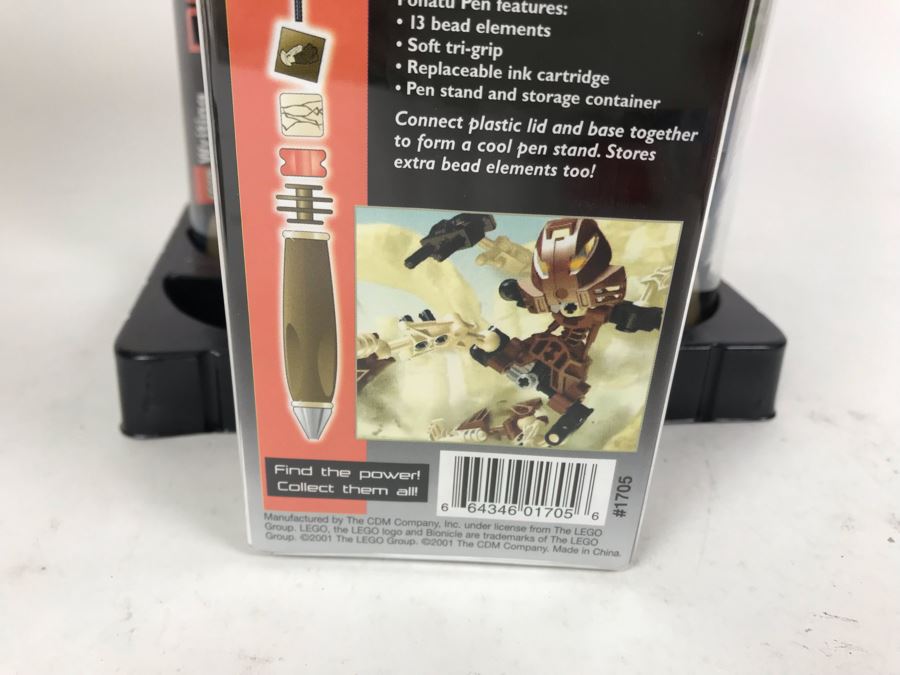 Pohatu Pen features:
• 13 bead elements
• Soft tri-grip
• Replaceable ink cartridge
• Pen stand and storage container
Connect plastic lid and base together
to form a cool pen stand. Stores
extra bead elements too!
Find the power!
Collect them all!
6 64346 01705 6
#1705
Manufactured by The CDM Company, Inc. under license from The LEGO
Group. LEGO, the LEGO logo and Bionicle are trademarks of The LEGO
Group. ©2001 The LEGO Group. ©2001 The CDM Company. Made in China.
Writing